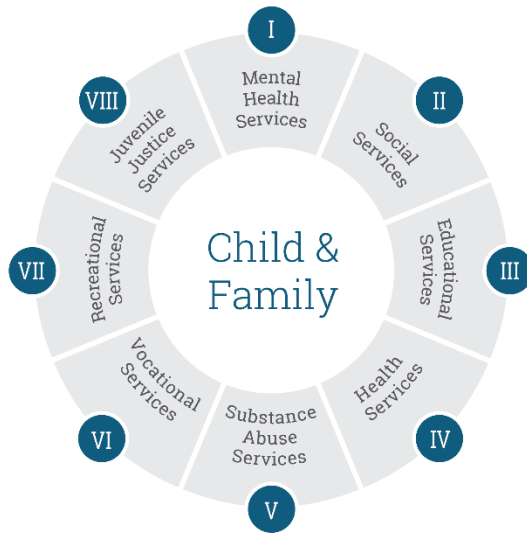 I
Mental
Health
Services
II
Social
Services
III
Educational
Services
IV
Health
Services
V
Substance
Abuse
Services
VI
Vocational
Services
VII
Recreational
Services
VIII
Juvenile
Justice
Services
Child &
Family